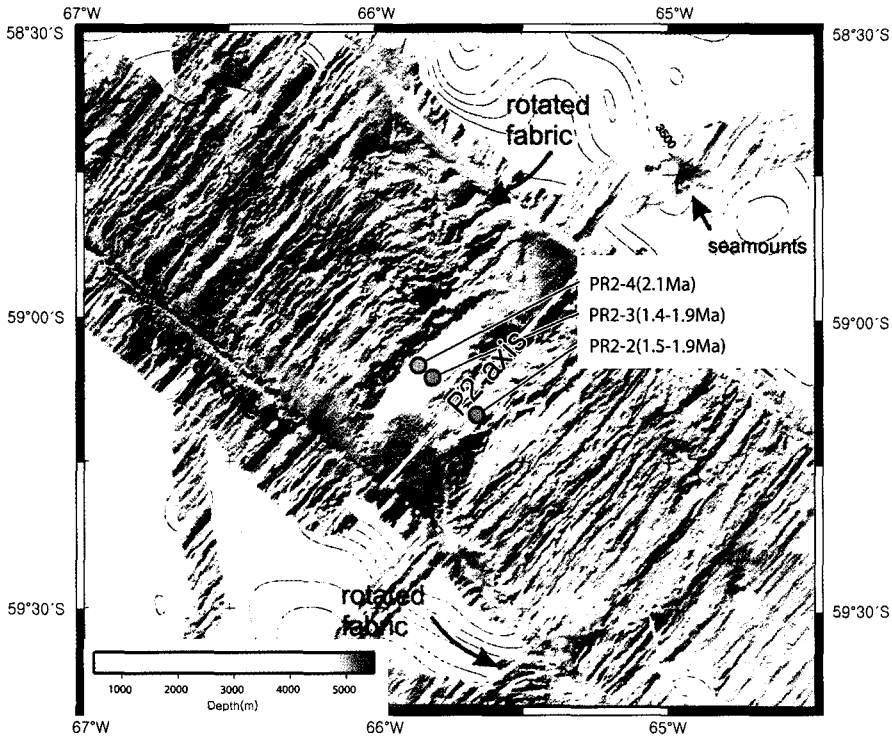 67°W 66°W 65°W
58°30´S 58°30´S
rotated
fabric
3500
seamounts
PR2-4(2.1Ma)
59°00´S 59°00´S
PR2-3(1.4-1.9Ma)
PR2-2(1.5-1.9Ma)
P2-axis
59°30´S 59°30´S
rotated
fabric
1000 2000 3000 4000 5000
Depth(m)
67°W 66°W 65°W